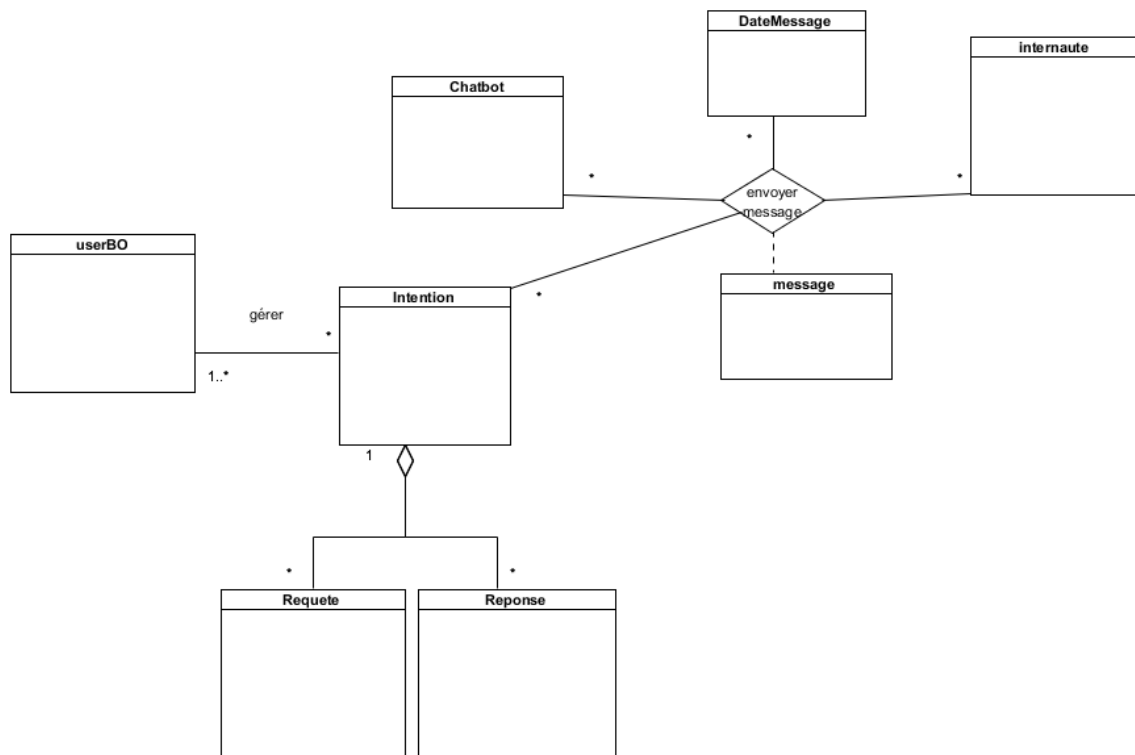 DateMessage
internaute
Chatbot
*
*
*
envoyer
message
userBO
message
Intention
*
gérer
*
1..*
1
*
*
Requete
Reponse